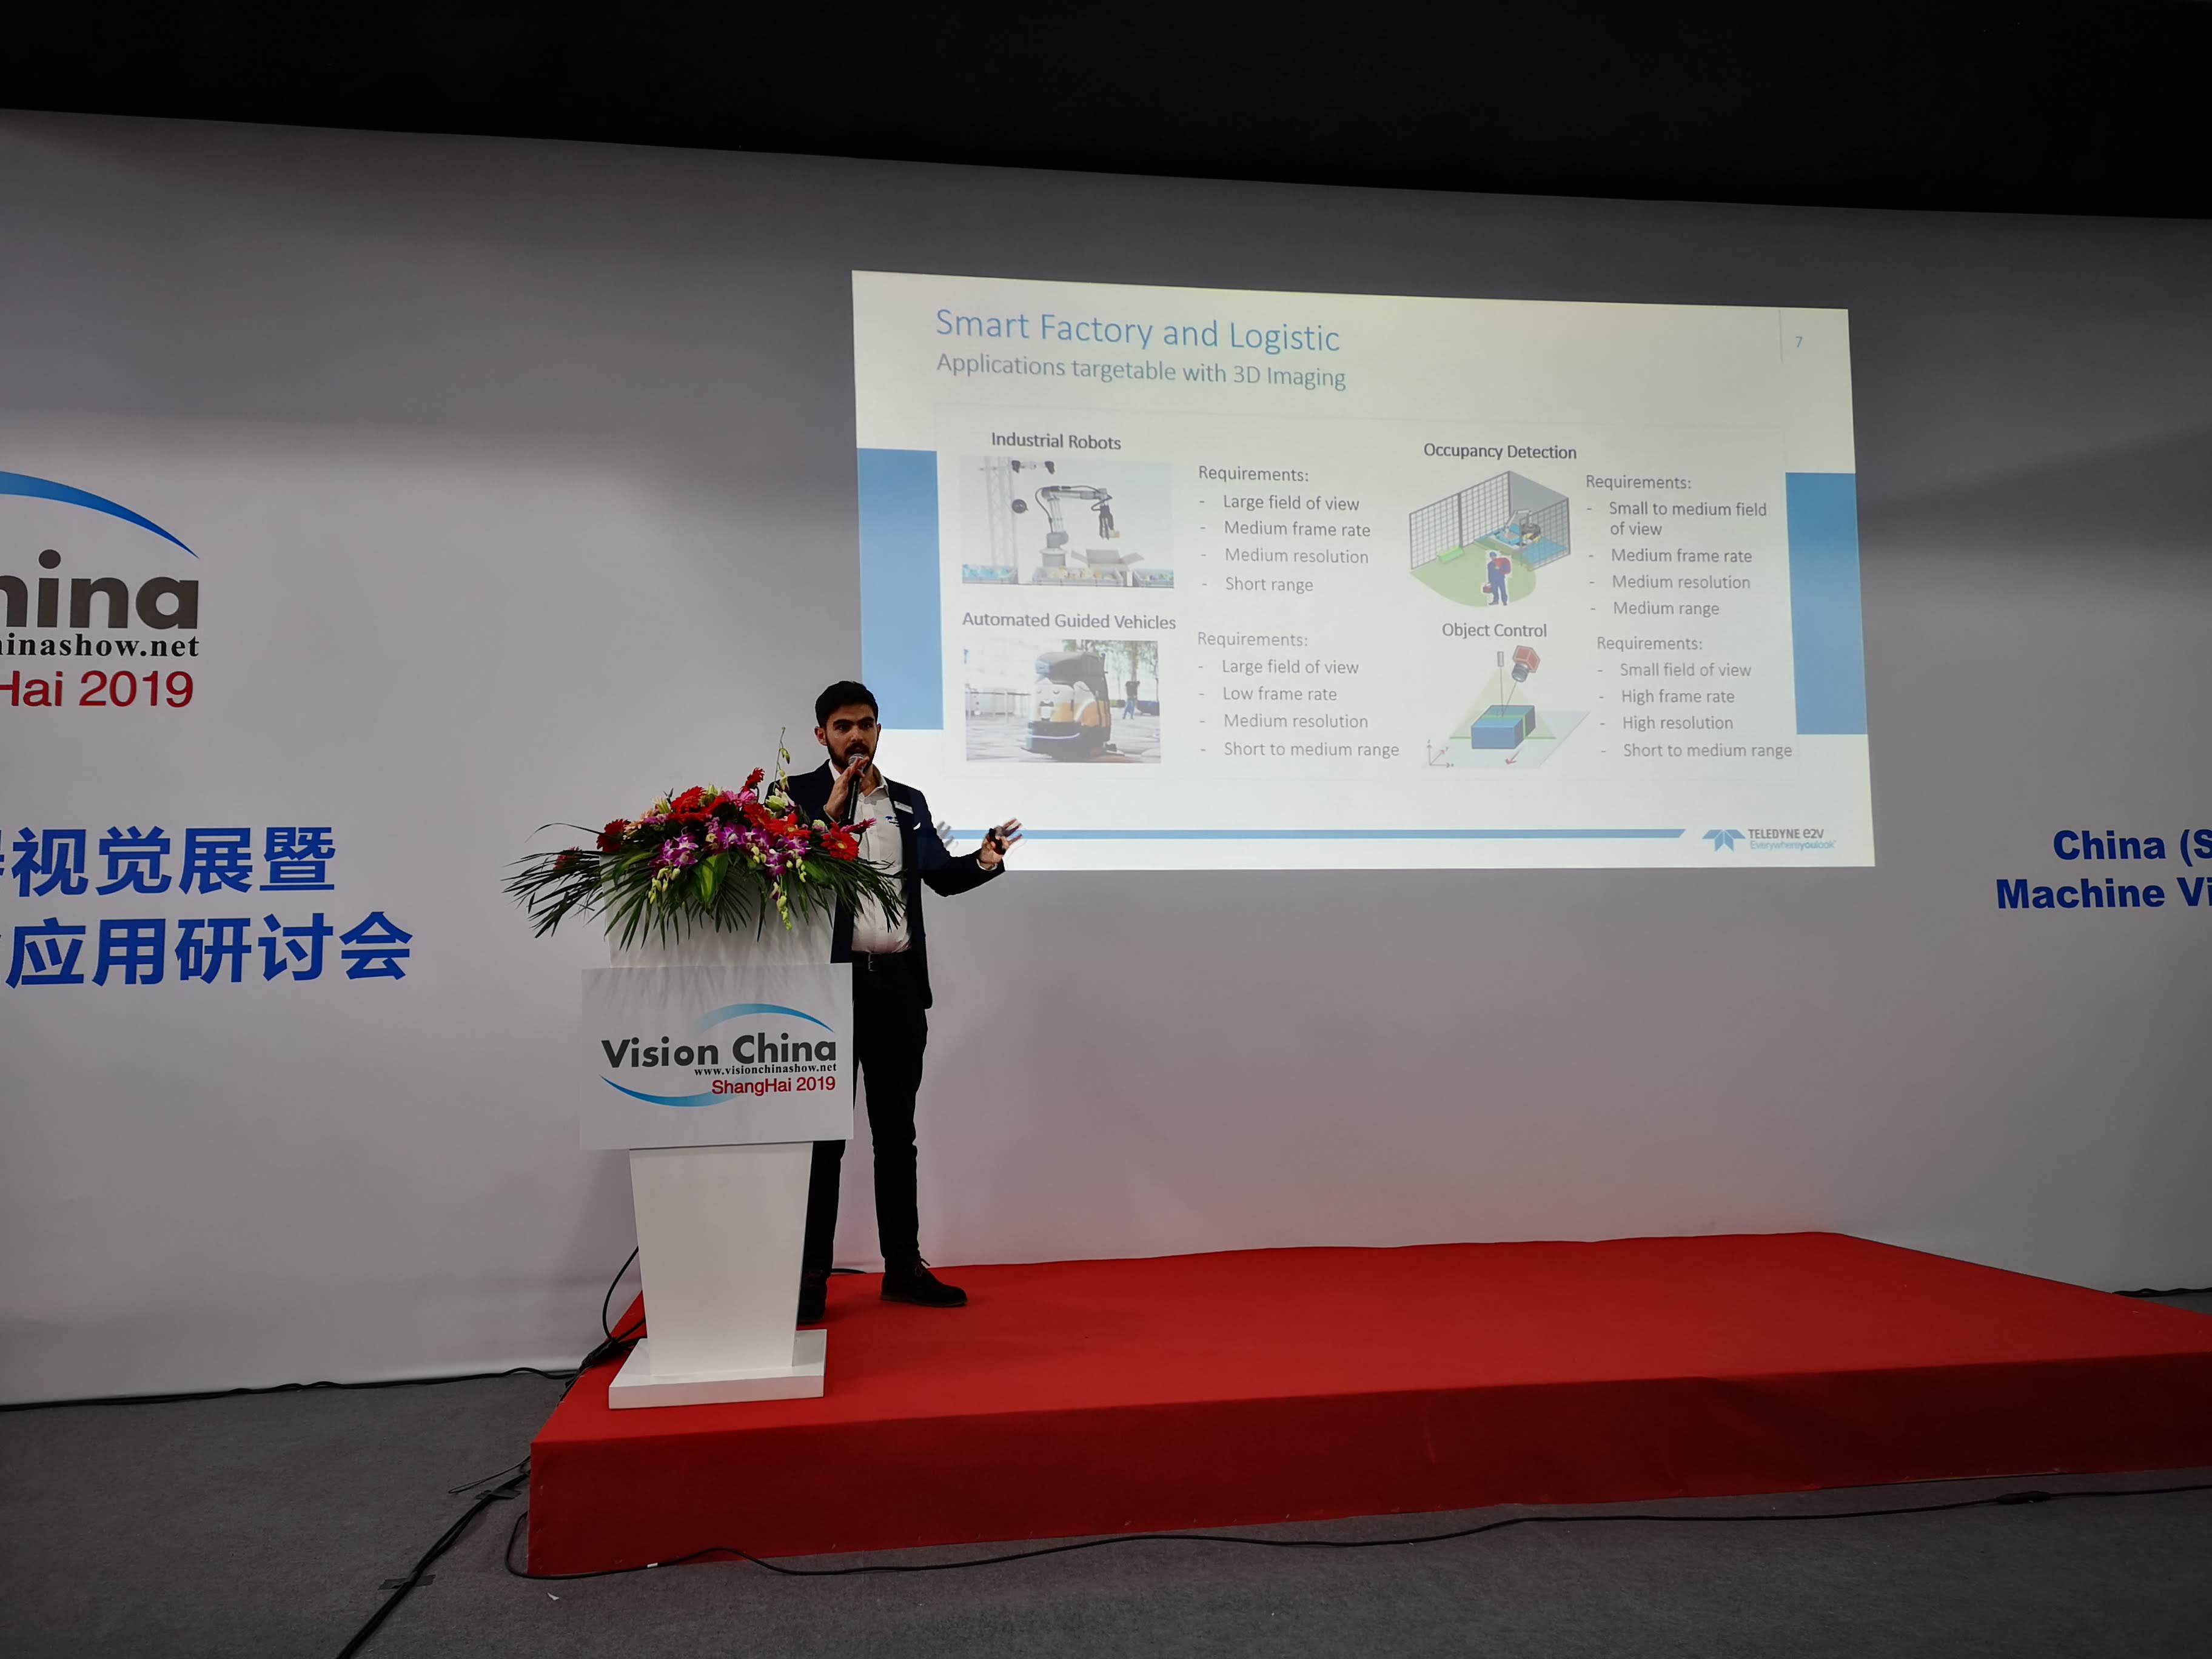 hina
inashow.net
Hai 2019
视觉展暨
应用研讨会
Smart Factory and Logistic
Applications targetable with 3D Imaging
7
Industrial Robots
Requirements:
- Large field of view
- Medium frame rate
- Medium resolution
- Short range
Occupancy Detection
Requirements:
- Small to medium field
of view
- Medium frame rate
- Medium resolution
- Medium range
Automated Guided Vehicles
Requirements:
- Large field of view
- Low frame rate
- Medium resolution
- Short to medium range
Object Control
Requirements:
- Small field of view
- High frame rate
- High resolution
- Short to medium range
TELEDYNE e2v
Everywhereyoulook
Vision China
www.visionchinashow.net
ShangHai 2019
China (S
Machine Vi